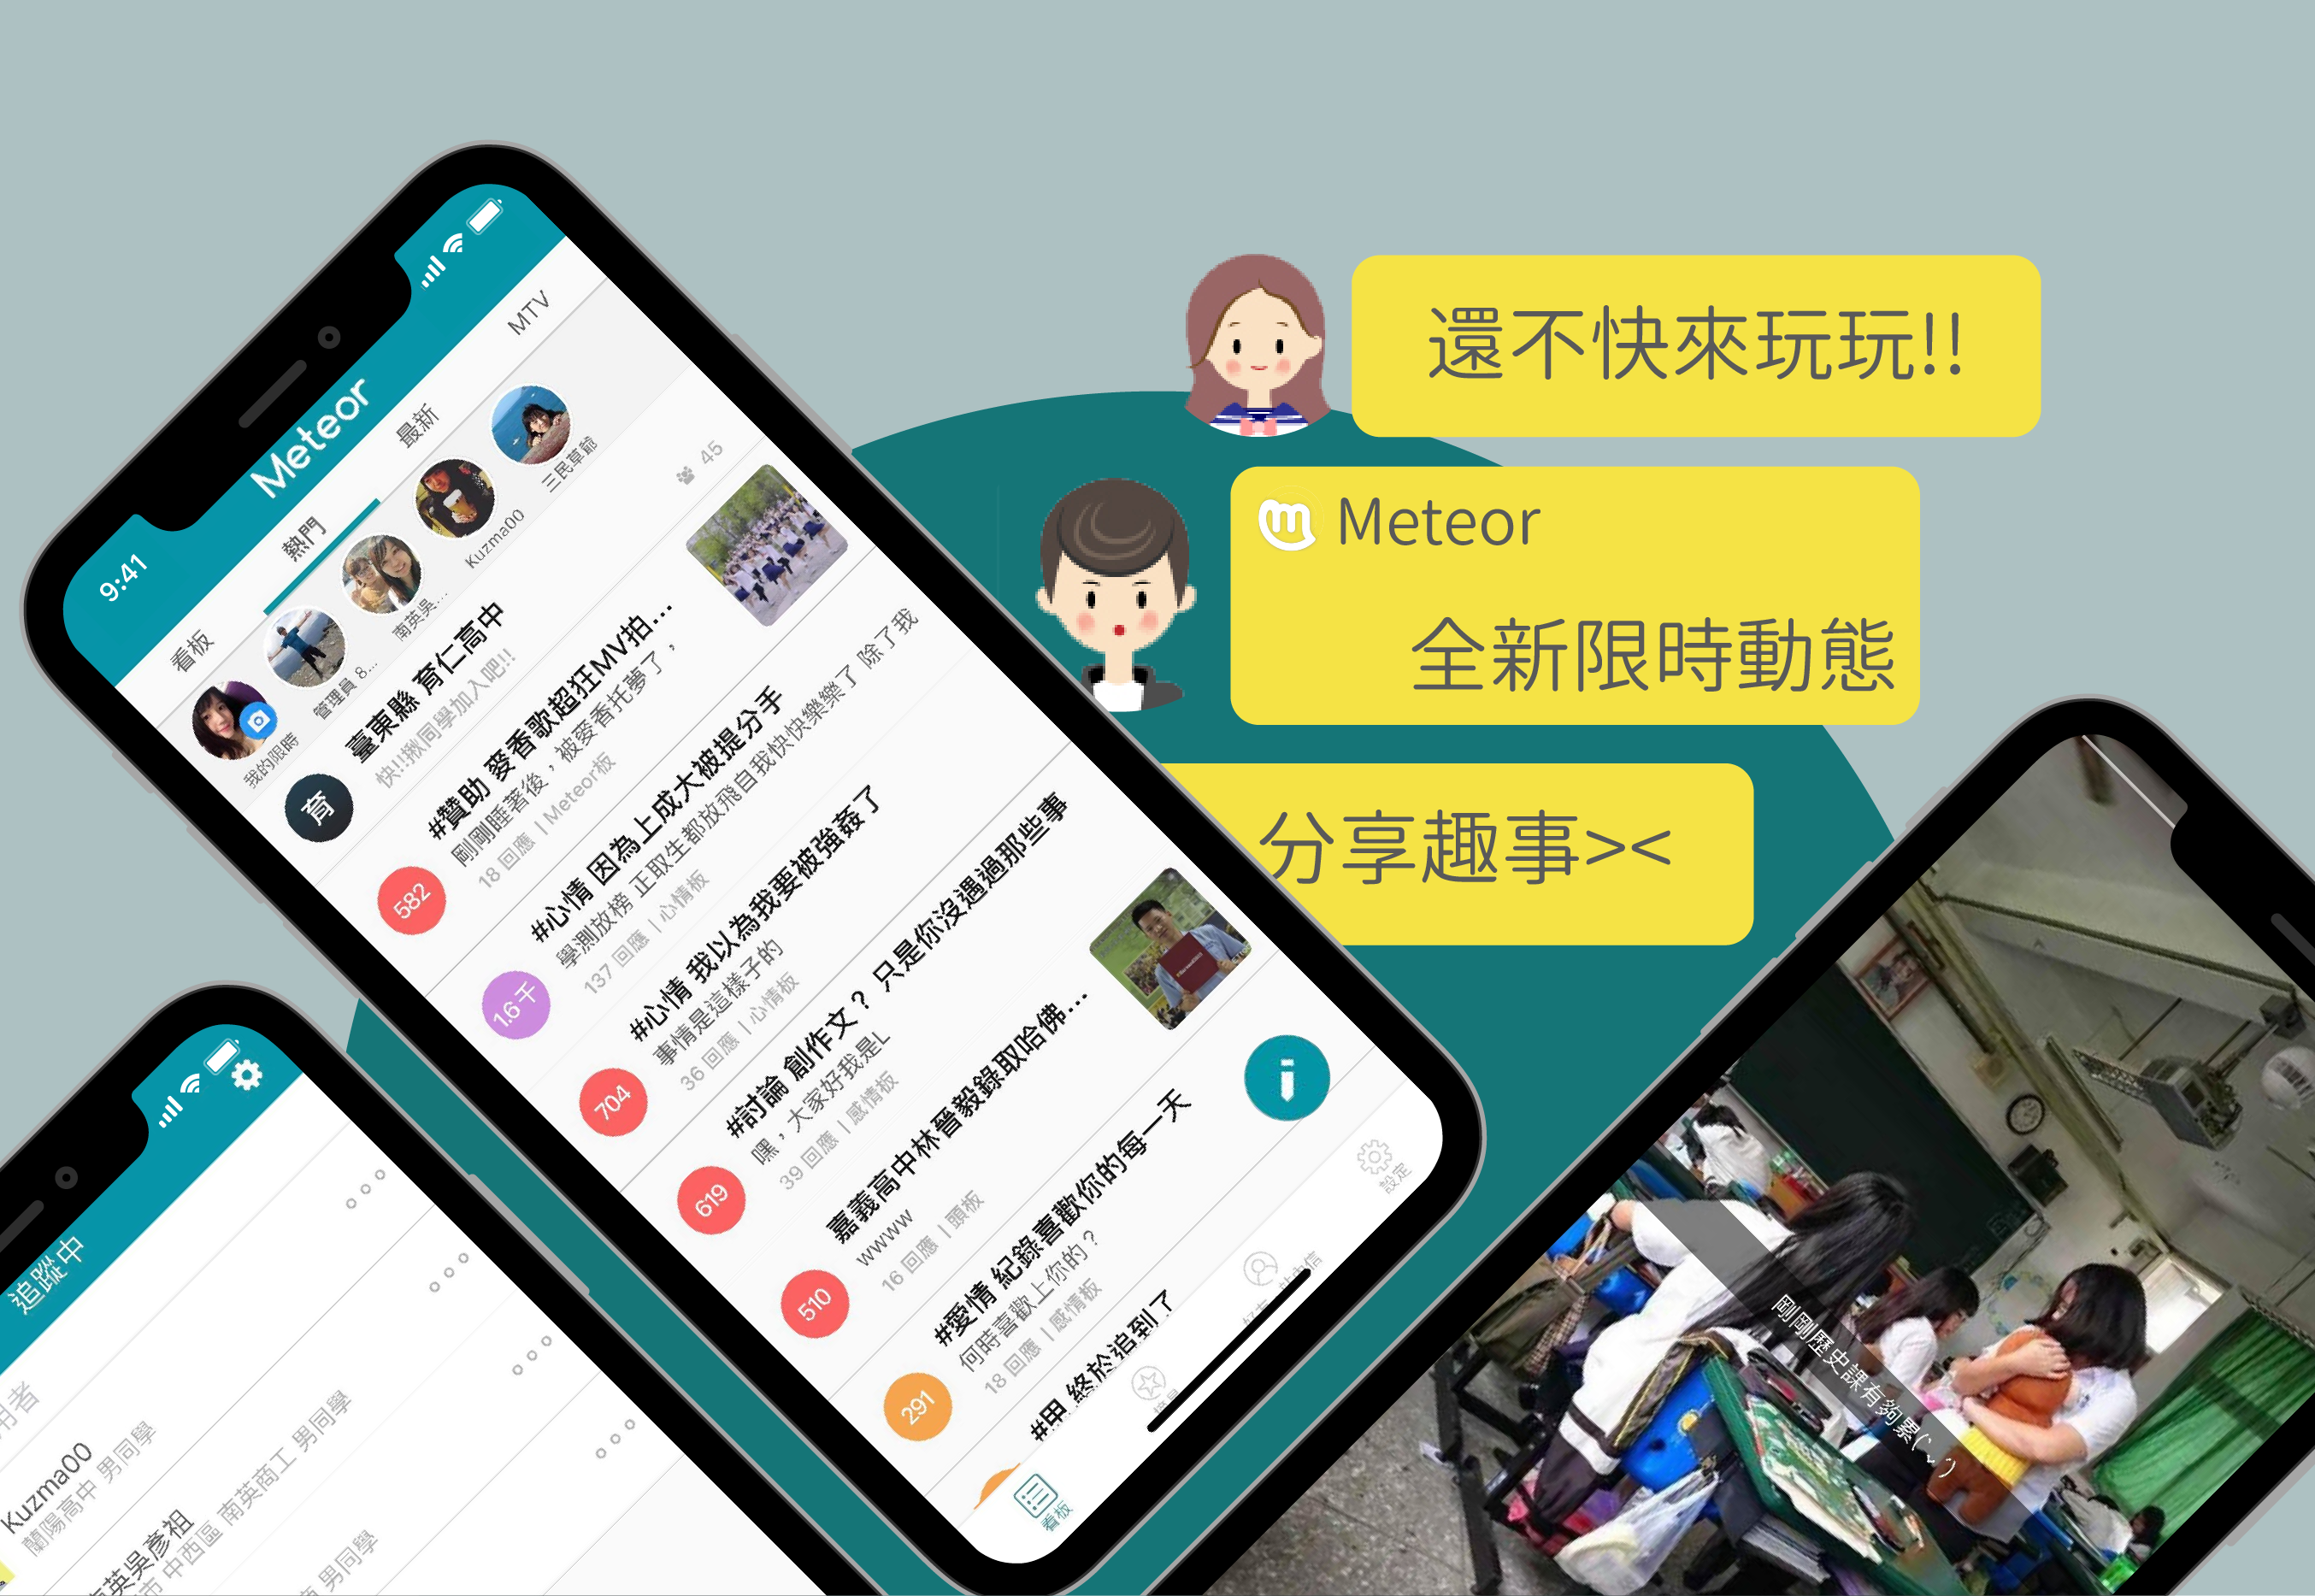 還不快來玩玩!!
Meteor
全新限時動態
分享趣事><
9:41
Meteor
看板
熱門
最新
MTV
我的限時
管理員 8...
南英吳...
Kuzma00
三民草爺
育
臺東縣 育仁高中
快!!揪同學加入吧!!
45
582
#贊助 麥香歌超狂MV拍...
剛剛睡著後，被麥香托夢了，
18 回應 | Meteor板
1.6 千
#心情 因為上成大被提分手
學測放榜 正取生都放飛自我快快樂樂了 除了我
137 回應 | 心情板
704
#心情 我以為我要被強姦了
事情是這樣子的
36 回應 | 心情板
619
#討論 創作文？ 只是你沒遇過那些事
嘿，大家好我是L
39 回應 | 感情板
510
嘉義高中林晉毅錄取哈佛...
wwww
16 回應 | 頭板
291
#愛情 紀錄喜歡你的每一天
何時喜歡上你的？
18 回應 | 感情板
#甲 終於追到了
看板
設定
追蹤中
用者
Kuzma00
蘭陽高中 男同學
英吳彥祖
市 中西區 南英商工 男同學
男同學
剛剛歷史課有夠累